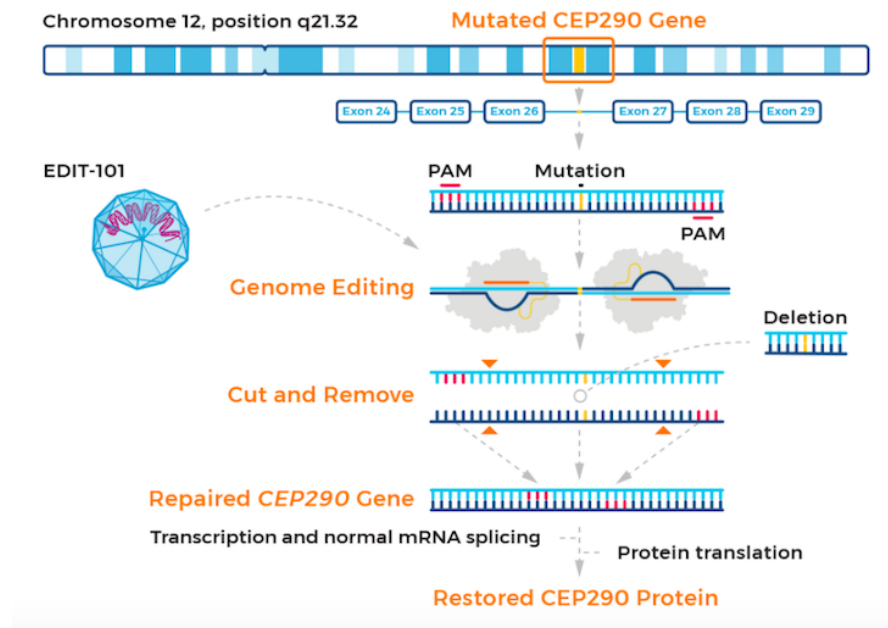 Chromosome 12, position q21.32
Mutated CEP290 Gene
Exon 24
Exon 25
Exon 26
Exon 27
Exon 28
Exon 29
EDIT-101
PAM
Mutation
PAM
Genome Editing
Deletion
Cut and Remove
Repaired CEP290 Gene
Transcription and normal mRNA splicing
Protein translation
Restored CEP290 Protein